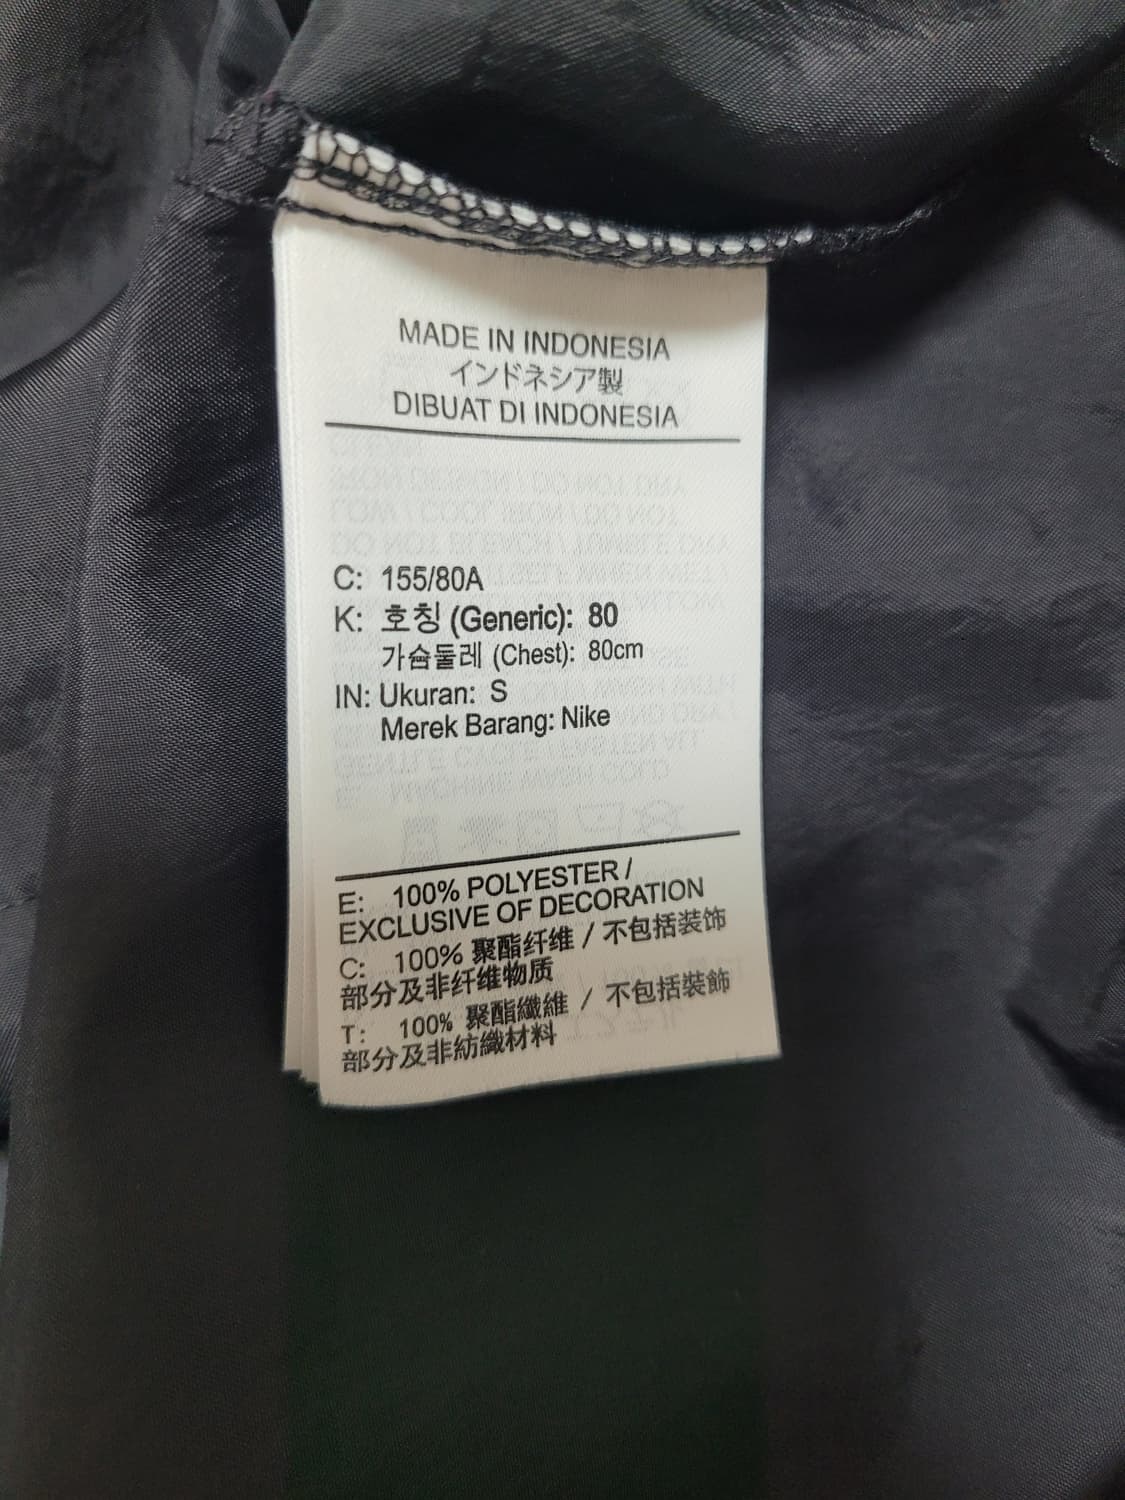 MADE IN INDONESIA
インドネシア製
DIBUAT DI INDONESIA
C: 155/80A
K: 호칭 (Generic): 80
가슴둘레 (Chest): 80cm
IN: Ukuran: S
Merek Barang: Nike
E: 100% POLYESTER /
EXCLUSIVE OF DECORATION
C: 100% 聚酯纤维 / 不包括装饰
部分及非纤维物质
T: 100% 聚酯纖維 / 不包括裝飾
部分及非紡織材料